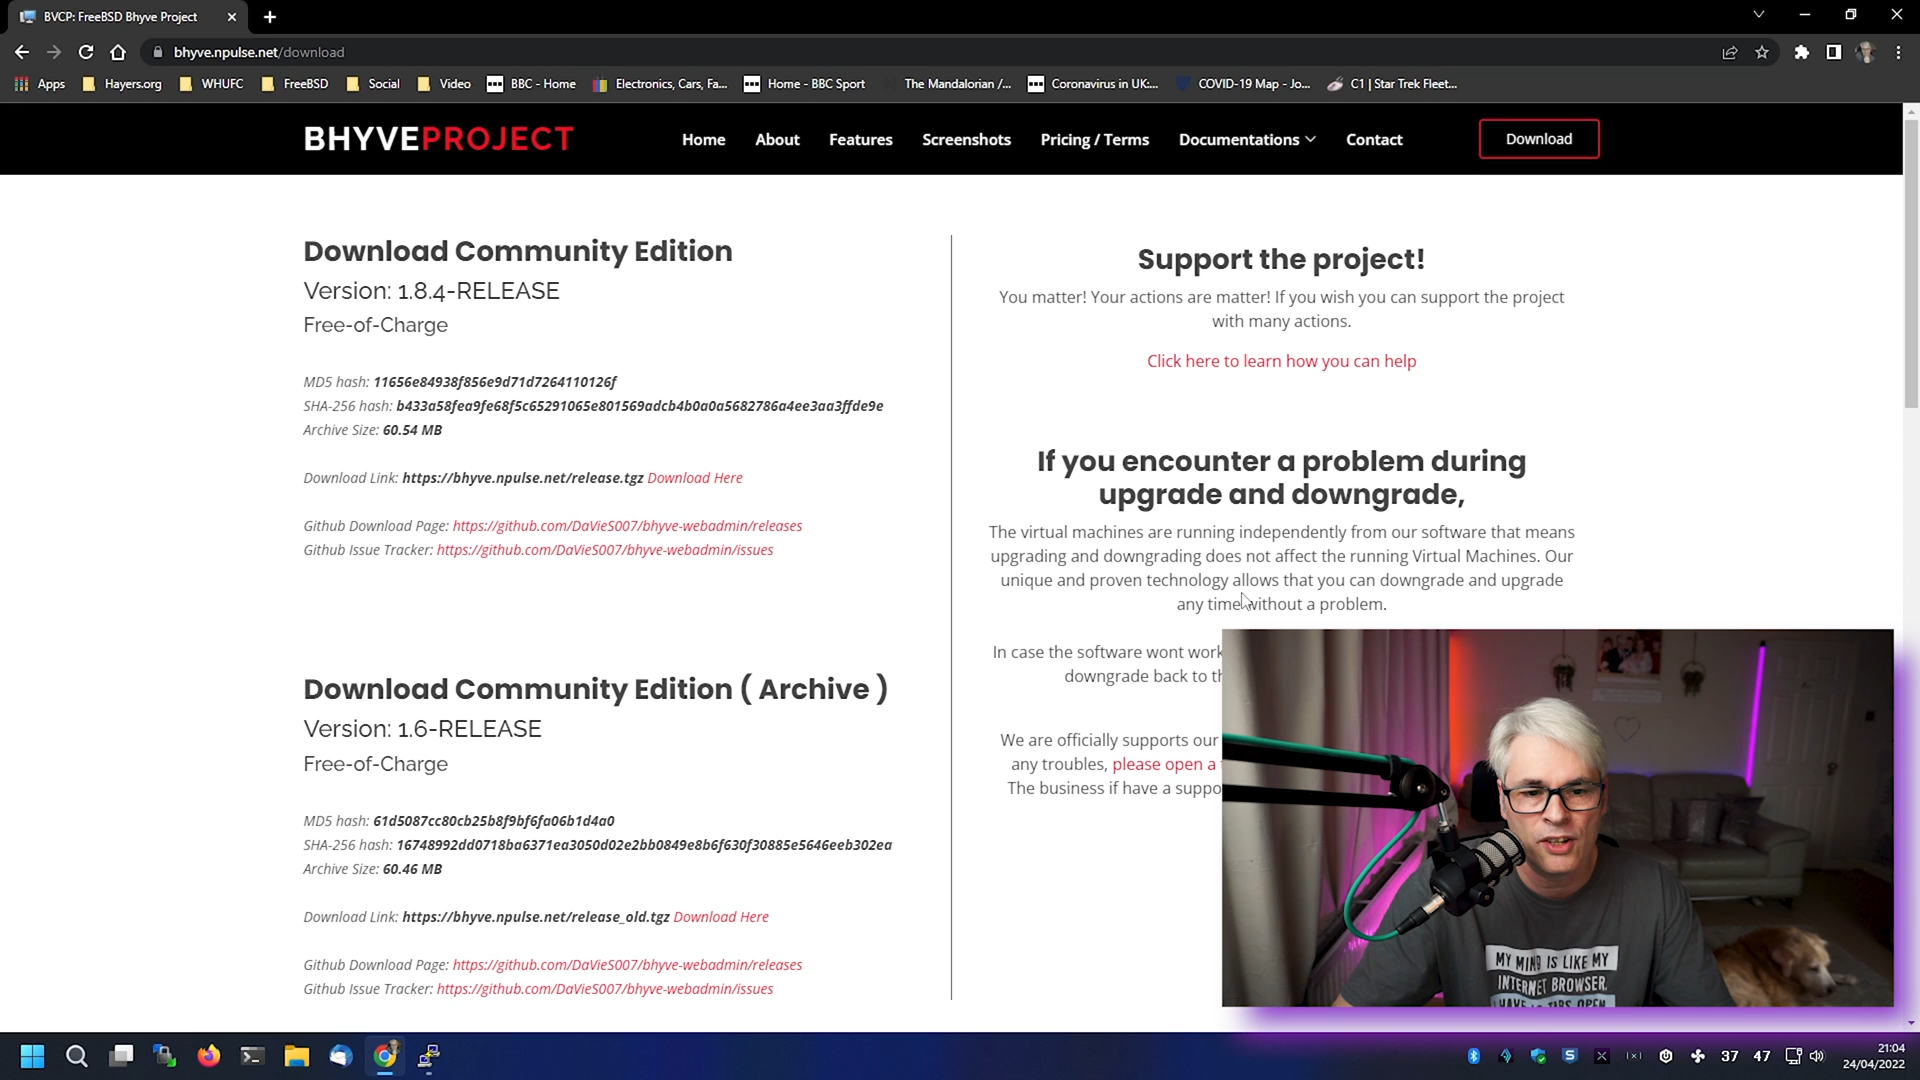 BVCP: FreeBSD Bhyve Project
bhyve.npulse.net/download
Apps Hayers.org WHUFC FreeBSD Social Video BBC - Home Electronics, Cars, Fa... Home - BBC Sport The Mandalorian /... Coronavirus in UK:... COVID-19 Map - Jo... C1 | Star Trek Fleet...
BHYVEPROJECT Home About Features Screenshots Pricing / Terms Documentations Contact Download
Download Community Edition
Version: 1.8.4-RELEASE
Free-of-Charge
MD5 hash: 11656e84938f856e9d71d7264110126f
SHA-256 hash: b433a58fea9fe68f5c65291065e801569adcb4b0a0a5682786a4ee3aa3ffde9e
Archive Size: 60.54 MB
Download Link: https://bhyve.npulse.net/release.tgz Download Here
Github Download Page: https://github.com/DaVieS007/bhyve-webadmin/releases
Github Issue Tracker: https://github.com/DaVieS007/bhyve-webadmin/issues
Download Community Edition ( Archive )
Version: 1.6-RELEASE
Free-of-Charge
MD5 hash: 61d5087cc80cb25b8f9bf6fa06b1d4a0
SHA-256 hash: 16748992dd0718ba6371ea3050d02e2bb0849e8b6f630f30885e5646eeb302ea
Archive Size: 60.46 MB
Download Link: https://bhyve.npulse.net/release_old.tgz Download Here
Github Download Page: https://github.com/DaVieS007/bhyve-webadmin/releases
Github Issue Tracker: https://github.com/DaVieS007/bhyve-webadmin/issues
Support the project!
You matter! Your actions are matter! If you wish you can support the project
with many actions.
Click here to learn how you can help
If you encounter a problem during
upgrade and downgrade,
The virtual machines are running independently from our software that means
upgrading and downgrading does not affect the running Virtual Machines. Our
unique and proven technology allows that you can downgrade and upgrade
any time without a problem.
In case the software wont work
downgrade back to th
We are officially supports our
any troubles, please open a
The business if have a suppo
MY MIND IS LIKE MY
INTERNET BROWSER.
I HAVE 19 TABS OPEN
37 47 21:04
24/04/2022